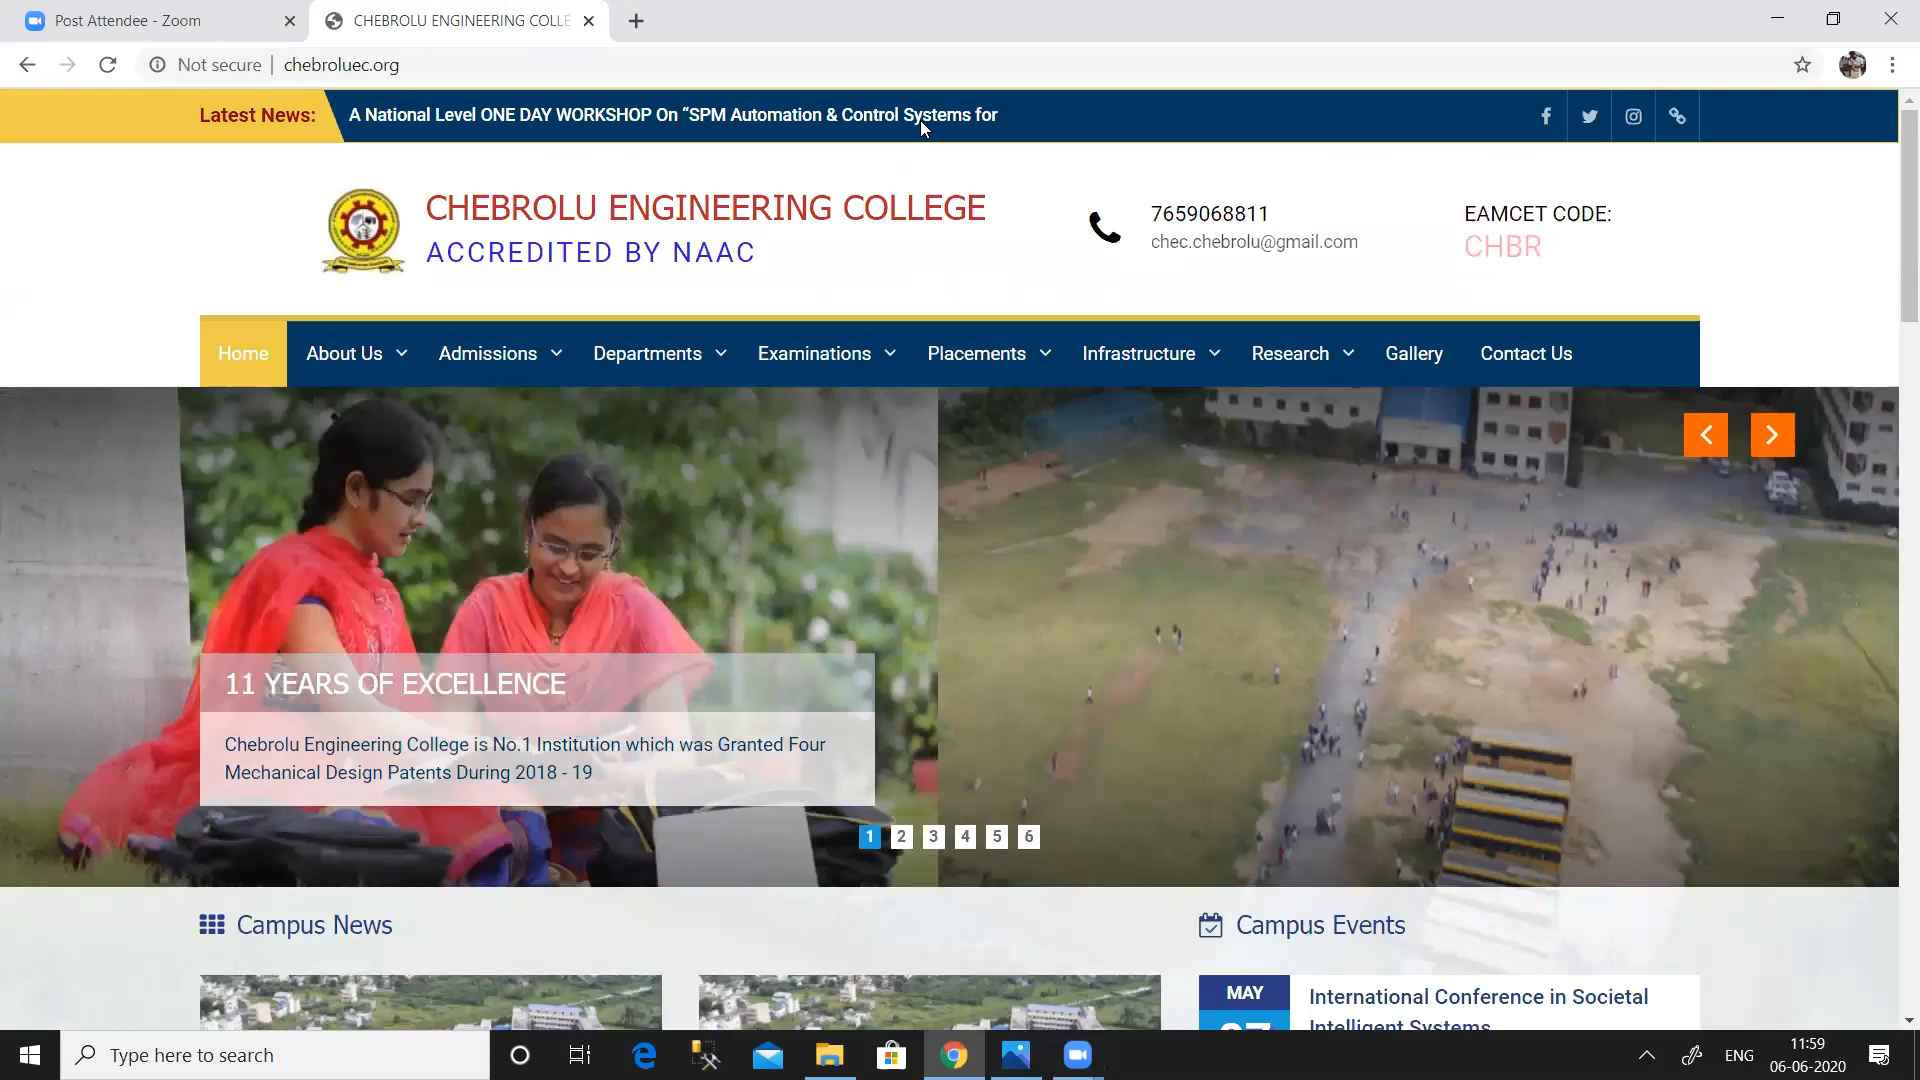 Post Attendee - Zoom
CHEBROLU ENGINEERING COLLE
Not secure | chebroluec.org
Latest News:
A National Level ONE DAY WORKSHOP On “SPM Automation & Control Systems for
CHEBROLU ENGINEERING COLLEGE
ACCREDITED BY NAAC
7659068811
chec.chebrolu@gmail.com
EAMCET CODE:
CHBR
Home About Us Admissions Departments Examinations Placements Infrastructure Research Gallery Contact Us
11 YEARS OF EXCELLENCE
Chebrolu Engineering College is No.1 Institution which was Granted Four
Mechanical Design Patents During 2018 - 19
1 2 3 4 5 6
Campus News
Campus Events
MAY
International Conference in Societal
Intelligent Systems
Type here to search
ENG
11:59
06-06-2020